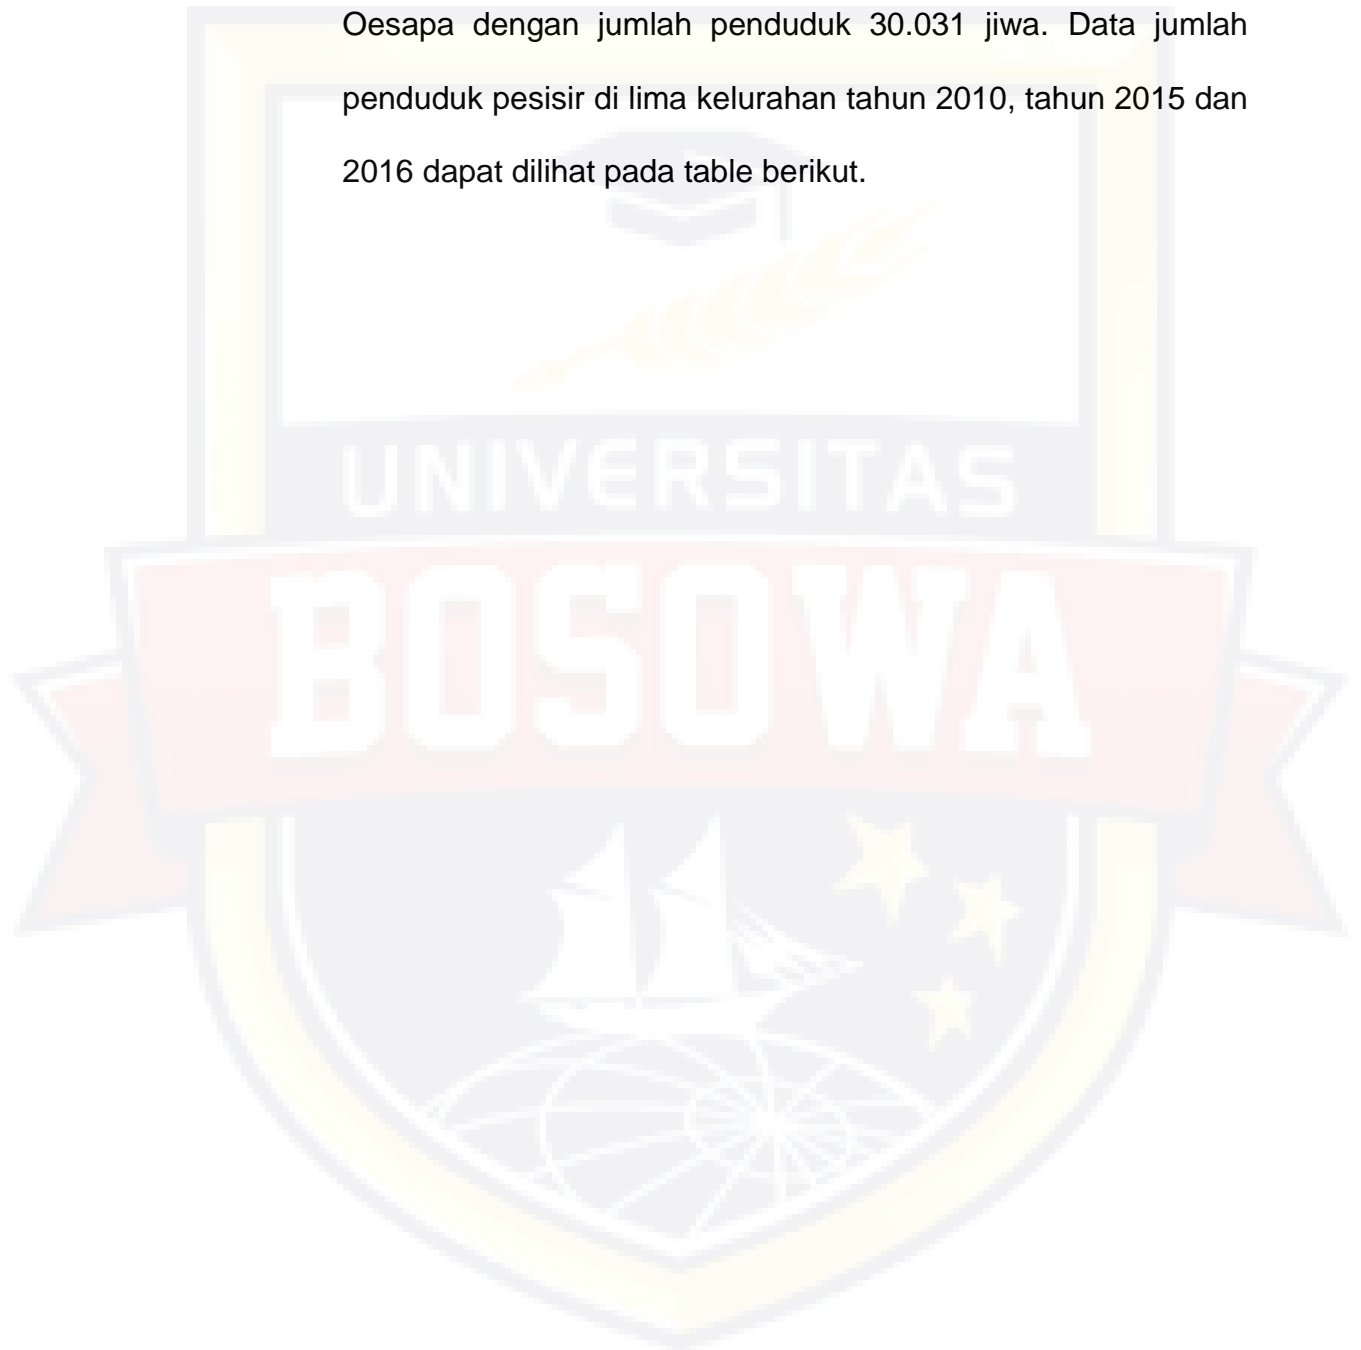 Oesapa dengan jumlah penduduk 30.031 jiwa. Data jumlah
penduduk pesisir di lima kelurahan tahun 2010, tahun 2015 dan
2016 dapat dilihat pada table berikut.
UNIVERSITAS
BOSOWA